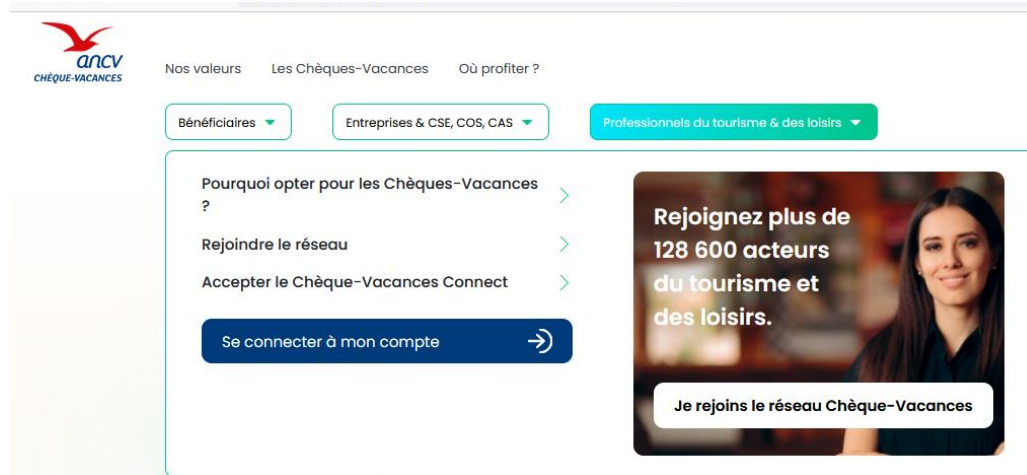 ancv
CHÈQUE-VACANCES
Nos valeurs Les Chèques-Vacances Où profiter ?
Bénéficiaires Entreprises & CSE, COS, CAS Professionnels du tourisme & des loisirs
Pourquoi opter pour les Chèques-Vacances
?
Rejoindre le réseau
Accepter le Chèque-Vacances Connect
Se connecter à mon compte
Rejoignez plus de
128 600 acteurs
du tourisme et
des loisirs.
Je rejoins le réseau Chèque-Vacances